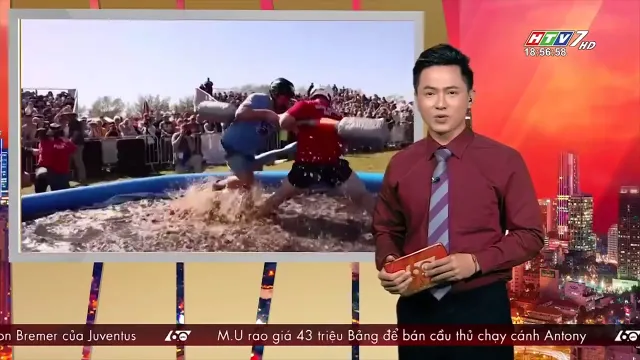 HTV7 HD
18:56:58
on Bremer của Juventus 60 M.U rao giá 43 triệu Bảng để bán cầu thủ chạy cánh Antony